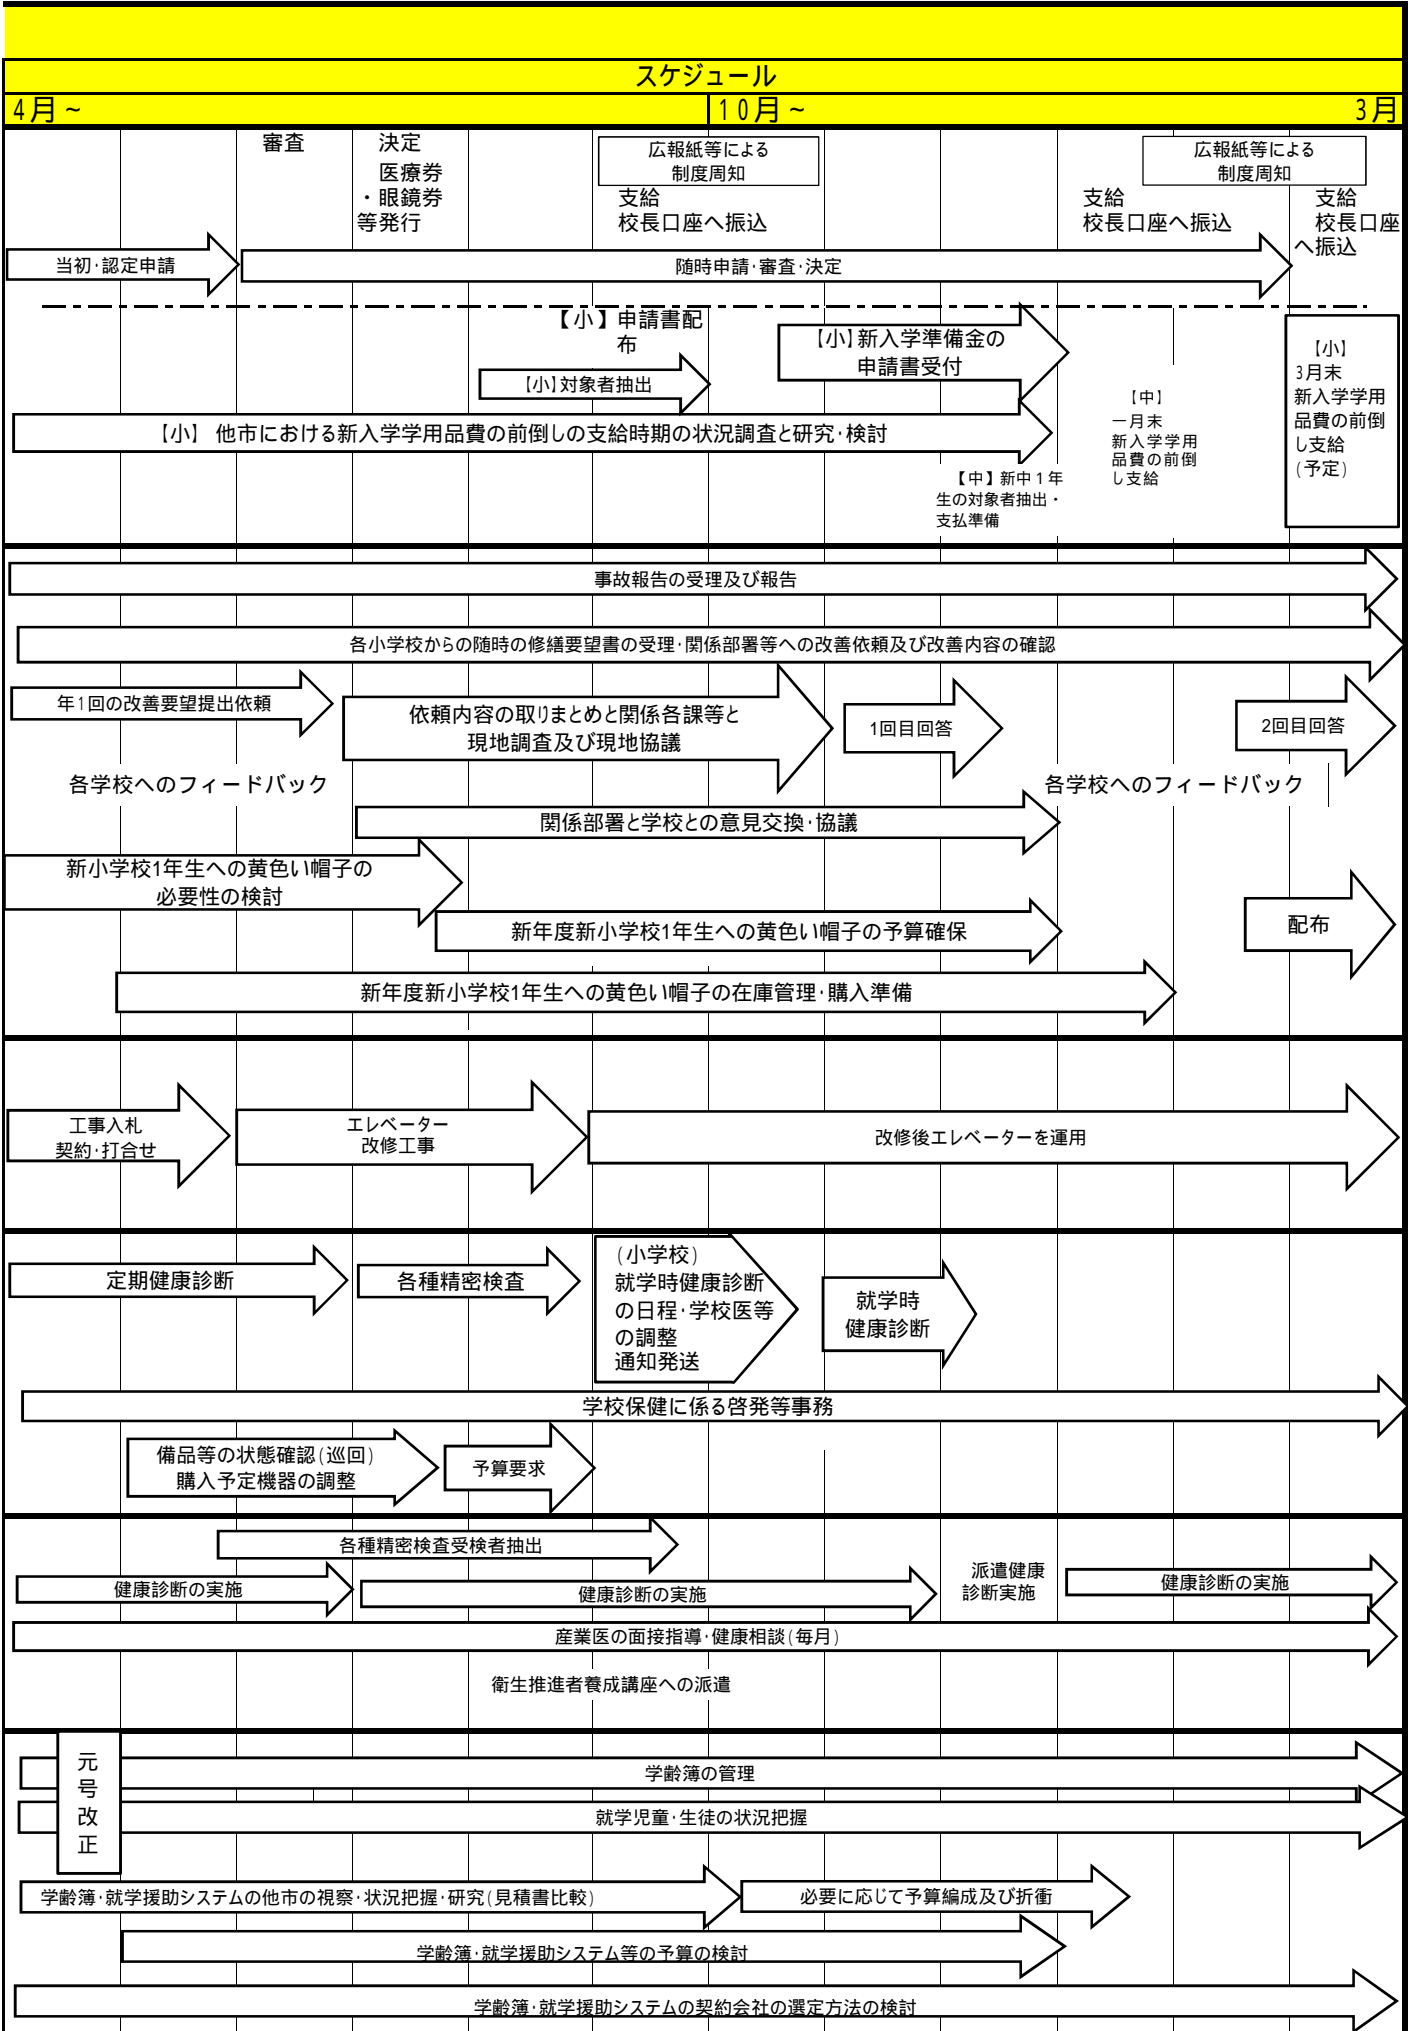 スケジュール
4月~
10月~
3月
審査
決定
医療券
・眼鏡券
等発行
広報紙等による
制度周知
支給
校長口座へ振込
広報紙等による
制度周知
支給
校長口座へ振込
支給
校長口座
へ振込
当初・認定申請
随時申請・審査・決定
【小】申請書配
布
【小】新入学準備金の
申請書受付
【小】
3月末
新入学学用
品費の前倒
し支給
(予定)
【小】対象者抽出
【中】
一月末
新入学学用
品費の前倒
し支給
【小】 他市における新入学学用品費の前倒しの支給時期の状況調査と研究・検討
【中】新中1年
生の対象者抽出・
支払準備
事故報告の受理及び報告
各小学校からの随時の修繕要望書の受理・関係部署等への改善依頼及び改善内容の確認
年1回の改善要望提出依頼
依頼内容の取りまとめと関係各課等と
現地調査及び現地協議
1回目回答
2回目回答
各学校へのフィードバック
各学校へのフィードバック
関係部署と学校との意見交換・協議
新小学校1年生への黄色い帽子の
必要性の検討
新年度新小学校1年生への黄色い帽子の予算確保
配布
新年度新小学校1年生への黄色い帽子の在庫管理・購入準備
工事入札
契約・打合せ
エレベーター
改修工事
改修後エレベーターを運用
定期健康診断
各種精密検査
(小学校)
就学時健康診断
の日程・学校医等
の調整
通知発送
就学時
健康診断
学校保健に係る啓発等事務
備品等の状態確認(巡回)
購入予定機器の調整
予算要求
各種精密検査受検者抽出
健康診断の実施
健康診断の実施
派遣健康
診断実施
健康診断の実施
産業医の面接指導・健康相談(毎月)
衛生推進者養成講座への派遣
元
号
改
正
学齢簿の管理
就学児童・生徒の状況把握
学齢簿・就学援助システムの他市の視察・状況把握・研究(見積書比較)
必要に応じて予算編成及び折衝
学齢簿・就学援助システム等の予算の検討
学齢簿・就学援助システムの契約会社の選定方法の検討